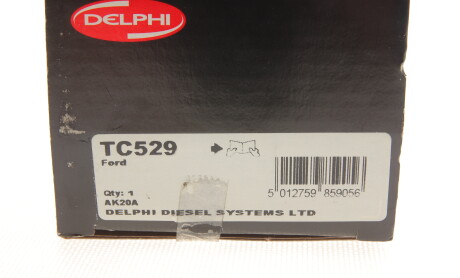 DELPHI
TC529
Ford
Qty: 1
AK20A
DELPHI DIESEL SYSTEMS LTD
5 012759 859056